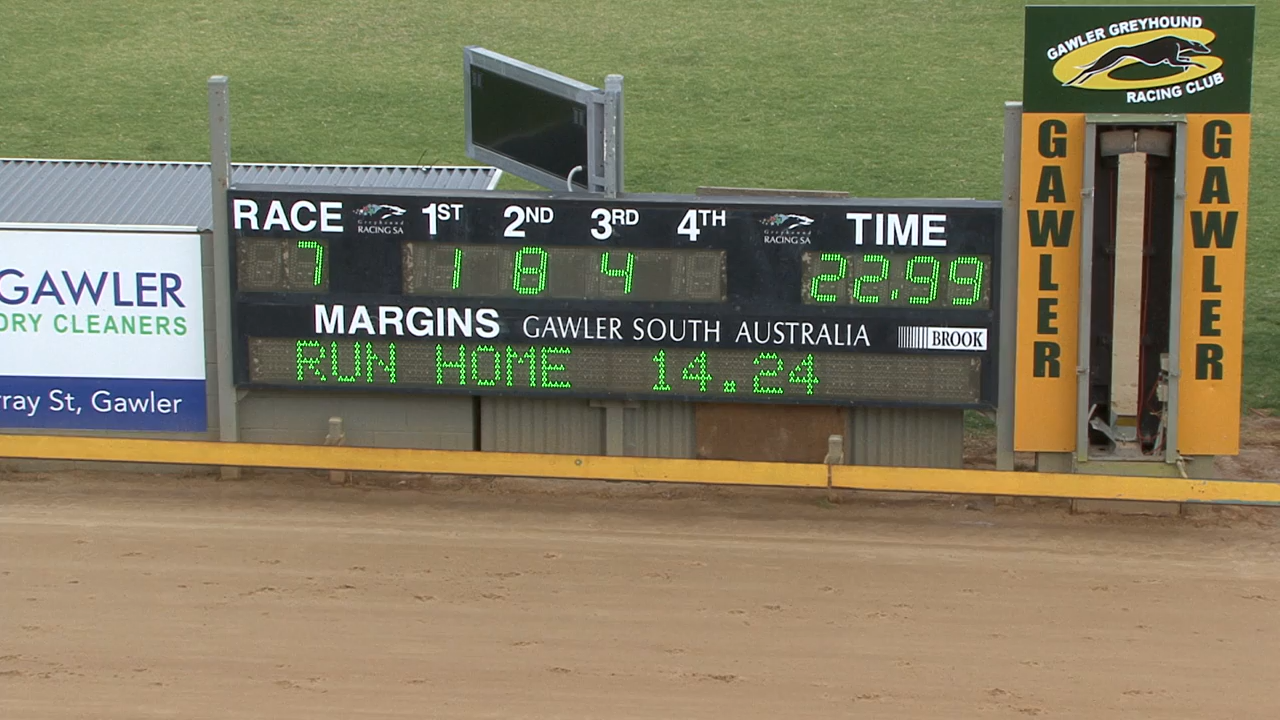 GAWLER GREYHOUND
RACING CLUB
GAWLER
GAWLER
RACE
Greyhound
RACING SA
1ST
2ND
3RD
4TH
Greyhound
RACING SA
TIME
7
1
8
4
22.99
MARGINS
GAWLER SOUTH AUSTRALIA
BROOK
RUN HOME 14.24
GAWLER
DRY CLEANERS
rray St, Gawler